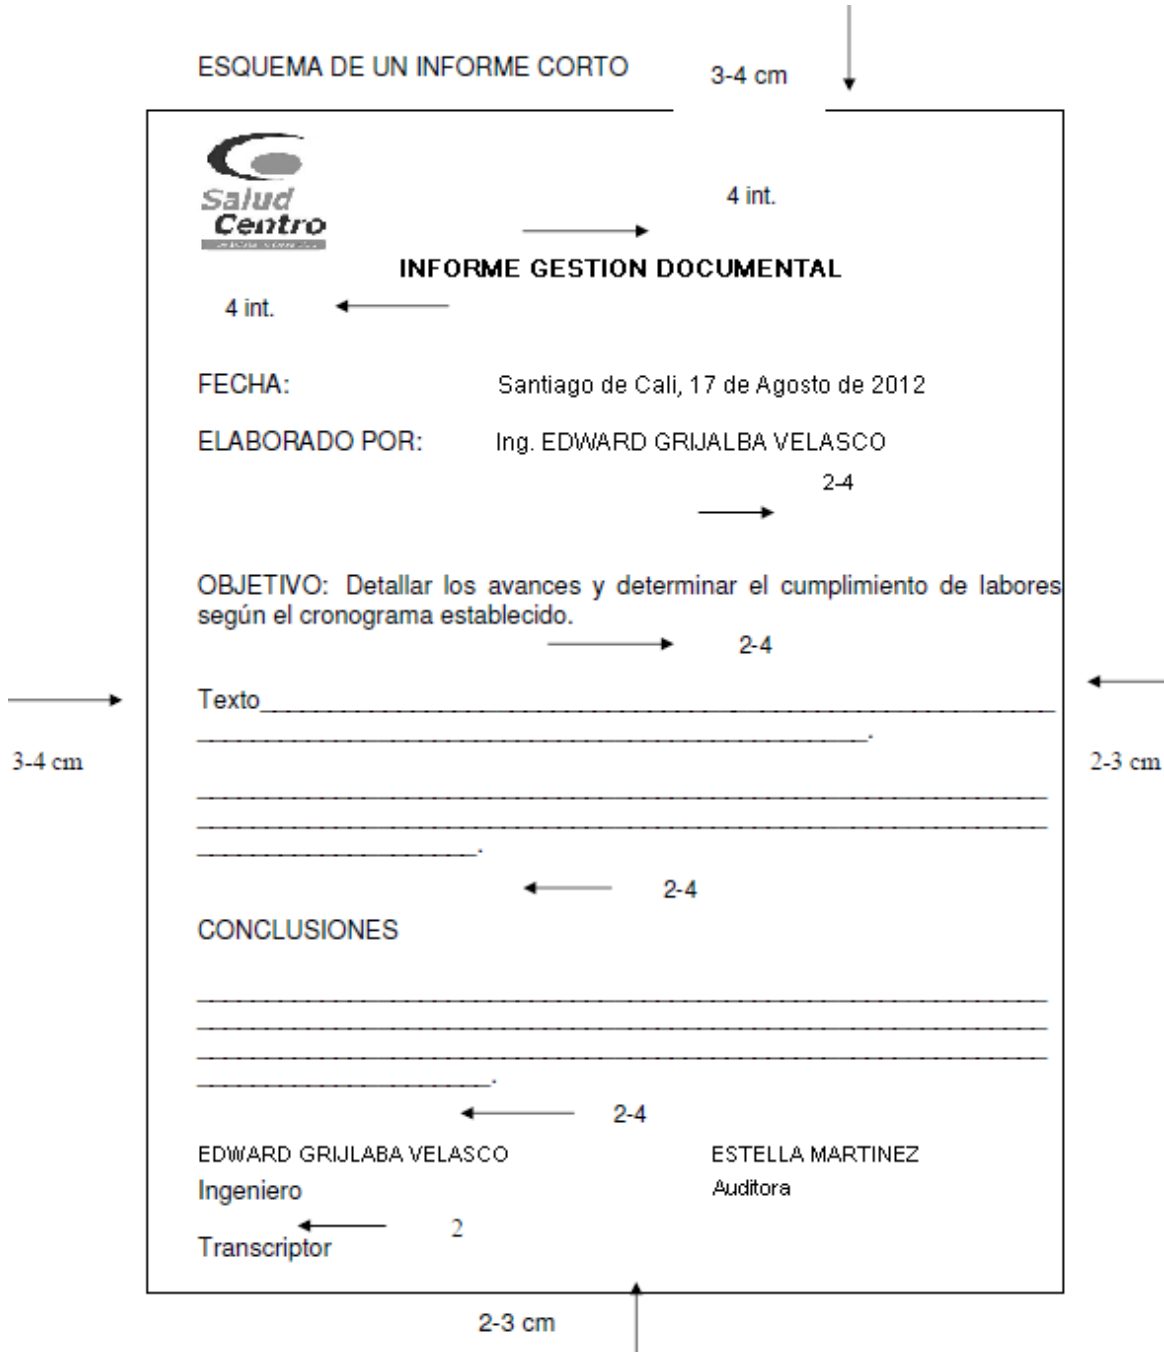 ESQUEMA DE UN INFORME CORTO
3-4 cm
Salud
Centro
4 int.
INFORME GESTION DOCUMENTAL
4 int.
FECHA: Santiago de Cali, 17 de Agosto de 2012
ELABORADO POR: Ing. EDWARD GRIJALBA VELASCO
2-4
OBJETIVO: Detallar los avances y determinar el cumplimiento de labores
según el cronograma establecido.
2-4
Texto
.
3-4 cm
2-3 cm
.
2-4
CONCLUSIONES
.
2-4
EDWARD GRIJLABA VELASCO ESTELLA MARTINEZ
Ingeniero Auditora
2
Transcriptor
2-3 cm